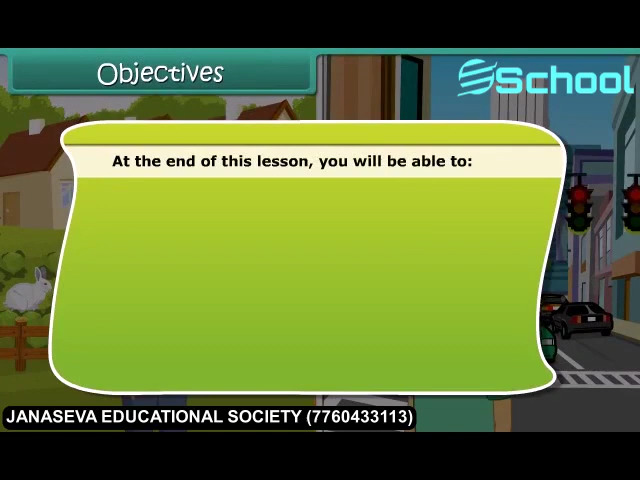 Objectives
School
At the end of this lesson, you will be able to:
JANASEVA EDUCATIONAL SOCIETY (7760433113)